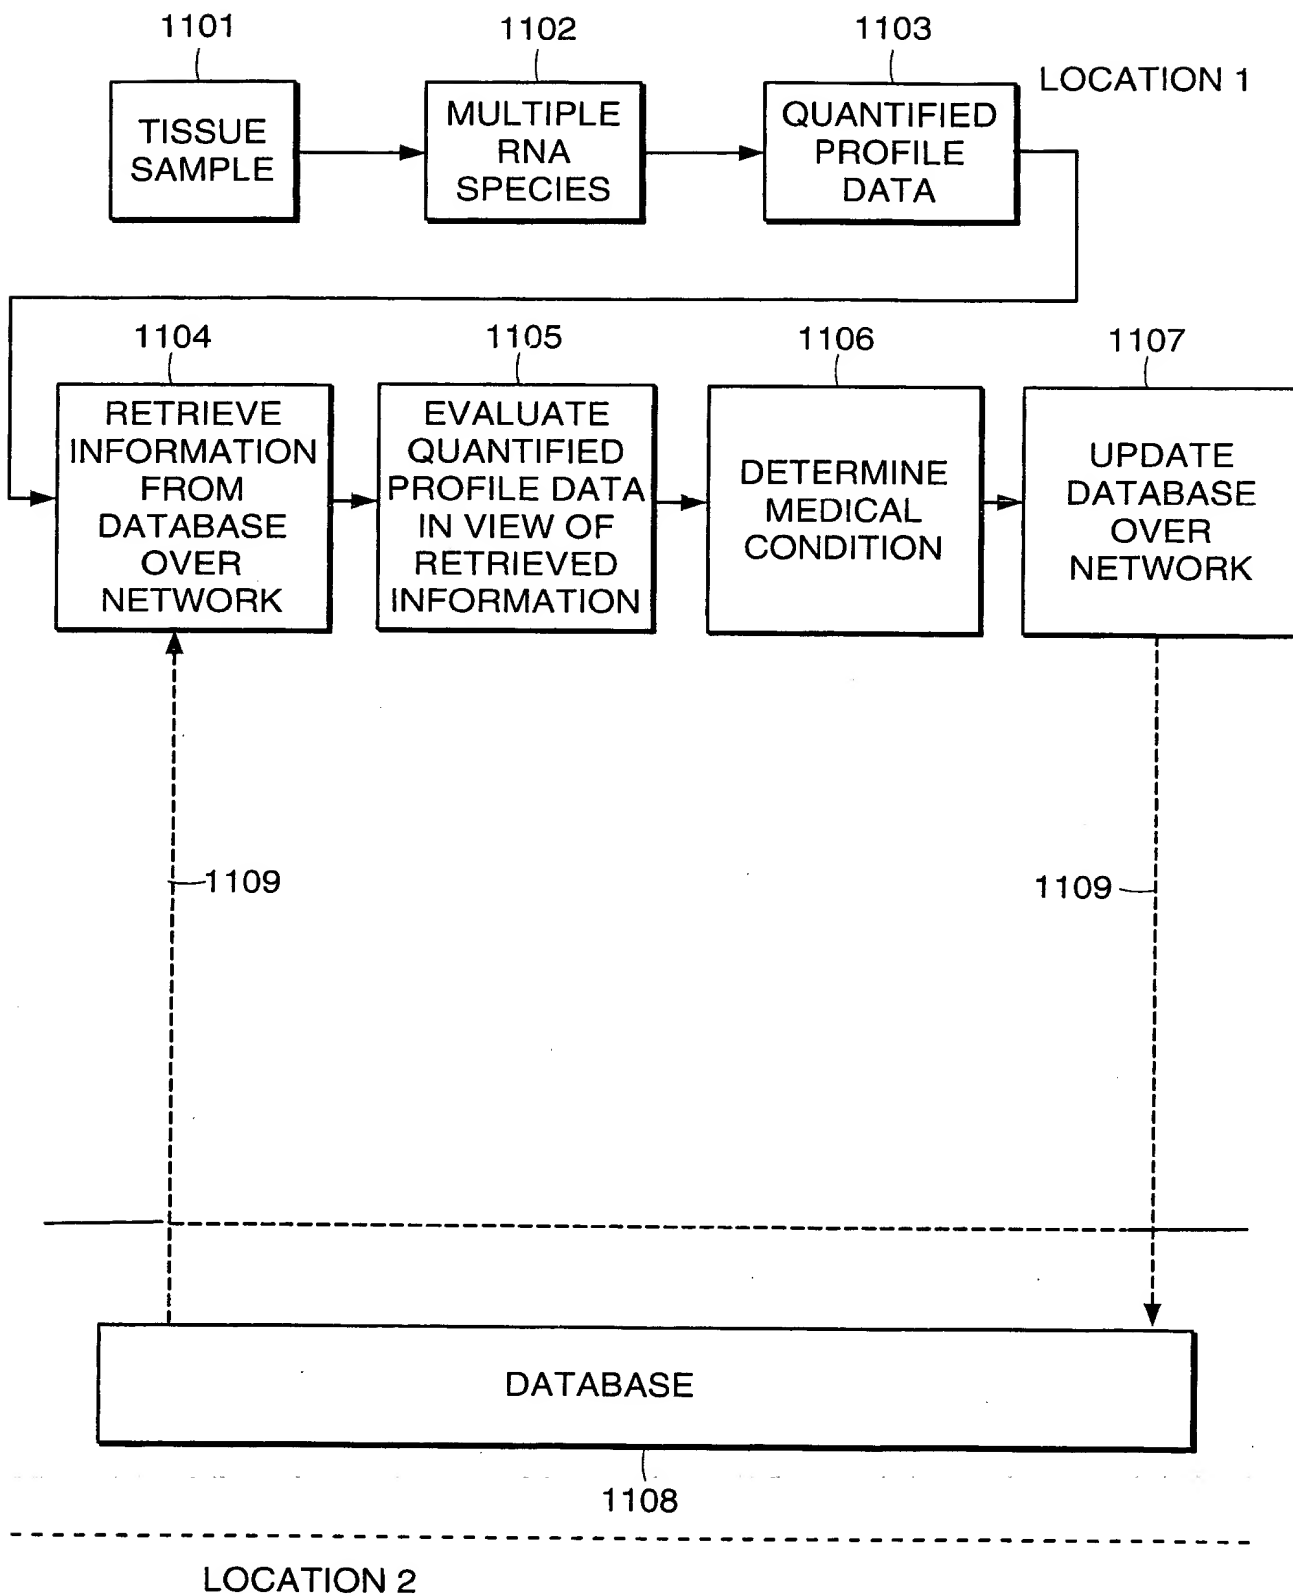 1101
1102
1103
LOCATION 1
TISSUE
SAMPLE
MULTIPLE
RNA
SPECIES
QUANTIFIED
PROFILE
DATA
1104
1105
1106
1107
RETRIEVE
INFORMATION
FROM
DATABASE
OVER
NETWORK
EVALUATE
QUANTIFIED
PROFILE DATA
IN VIEW OF
RETRIEVED
INFORMATION
DETERMINE
MEDICAL
CONDITION
UPDATE
DATABASE
OVER
NETWORK
1109
1109
DATABASE
1108
LOCATION 2